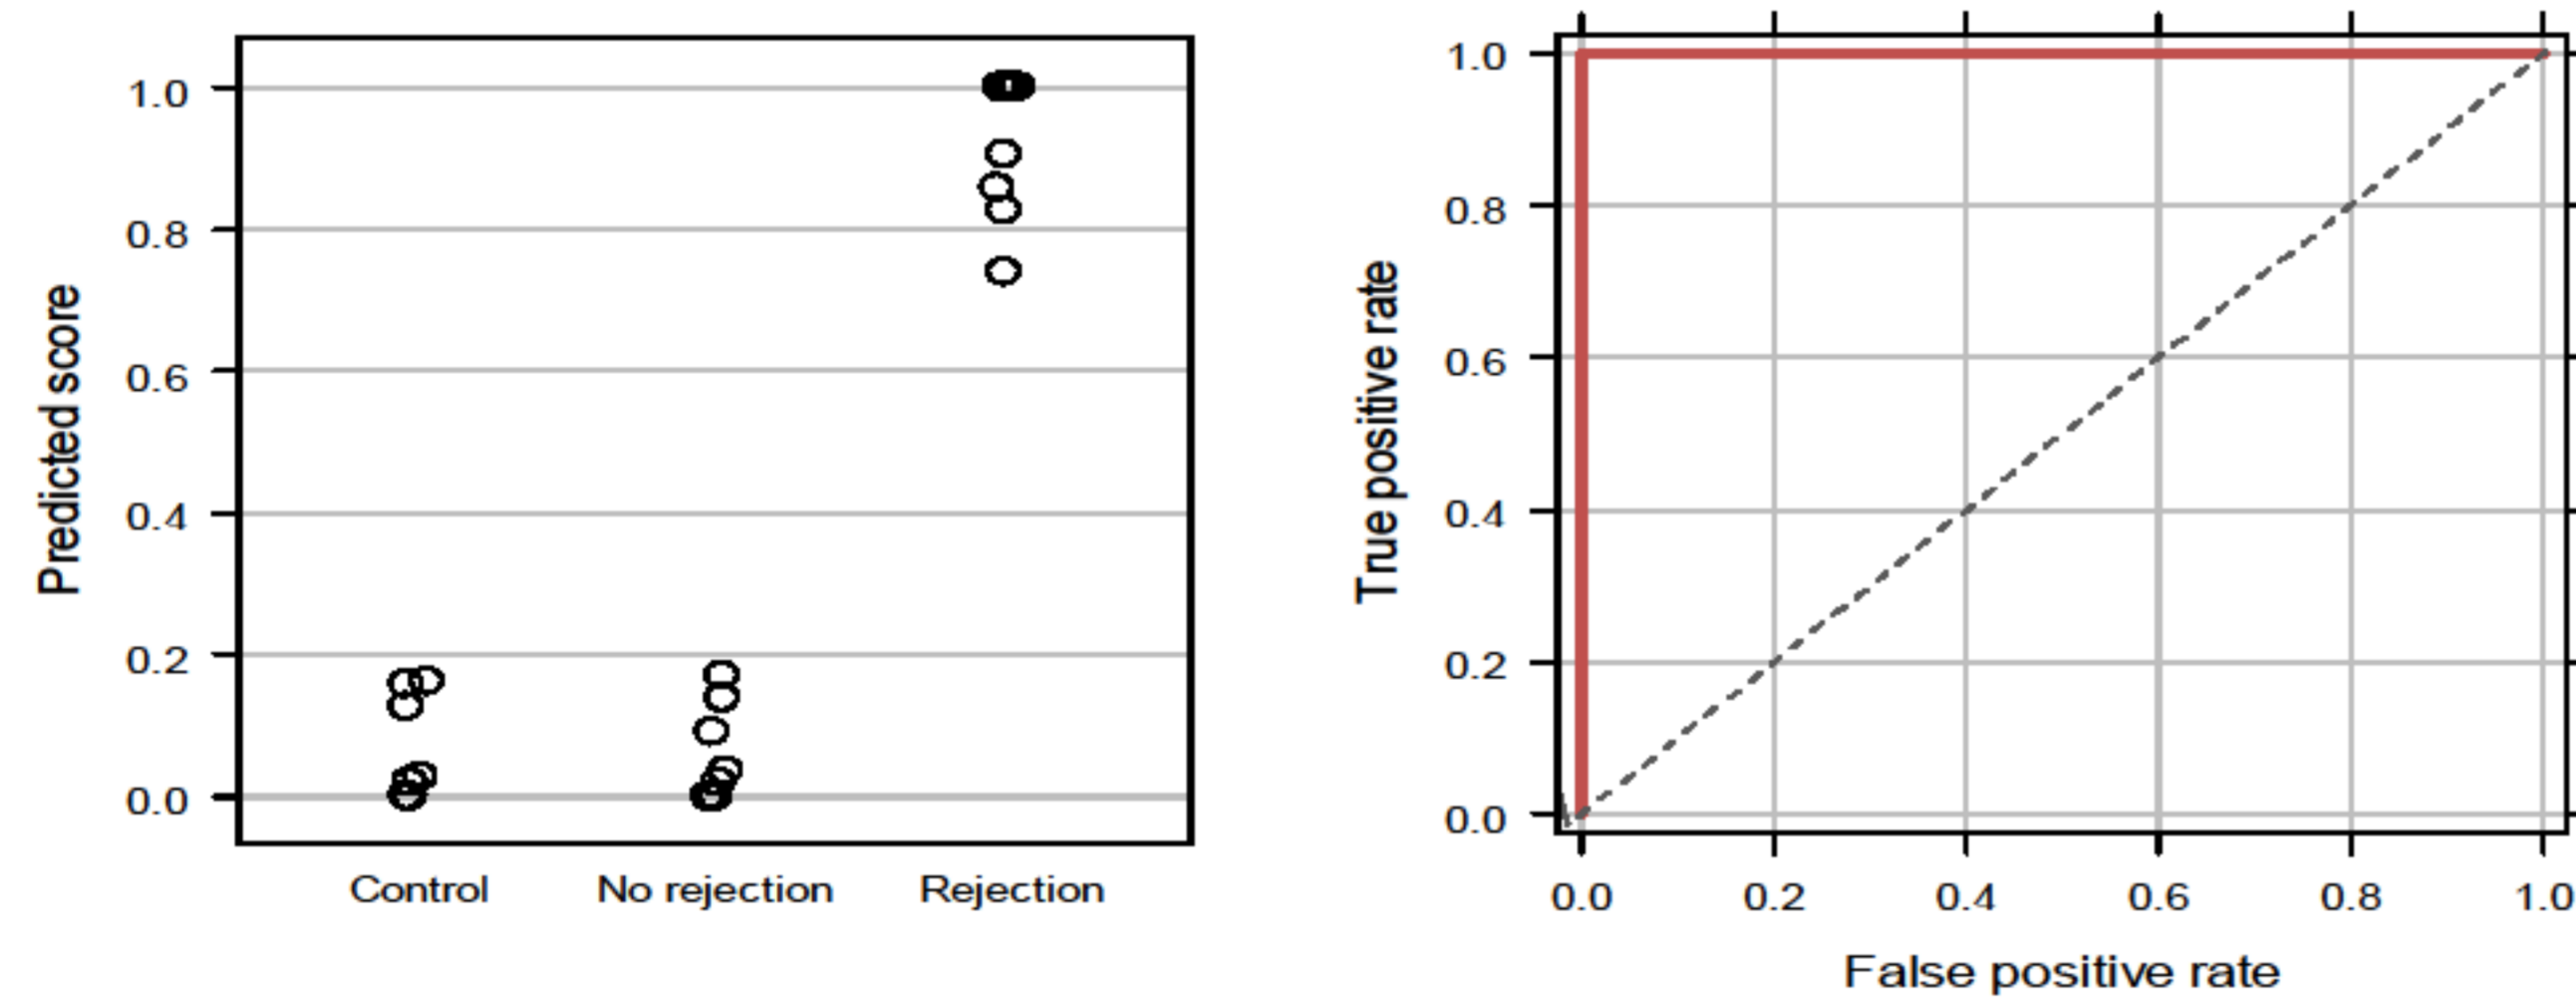 Predicted score
1.0
0.8
0.6
0.4
0.2
0.0
Control No rejection Rejection
True positive rate
1.0
0.8
0.6
0.4
0.2
0.0
0.0 0.2 0.4 0.6 0.8 1.0
False positive rate